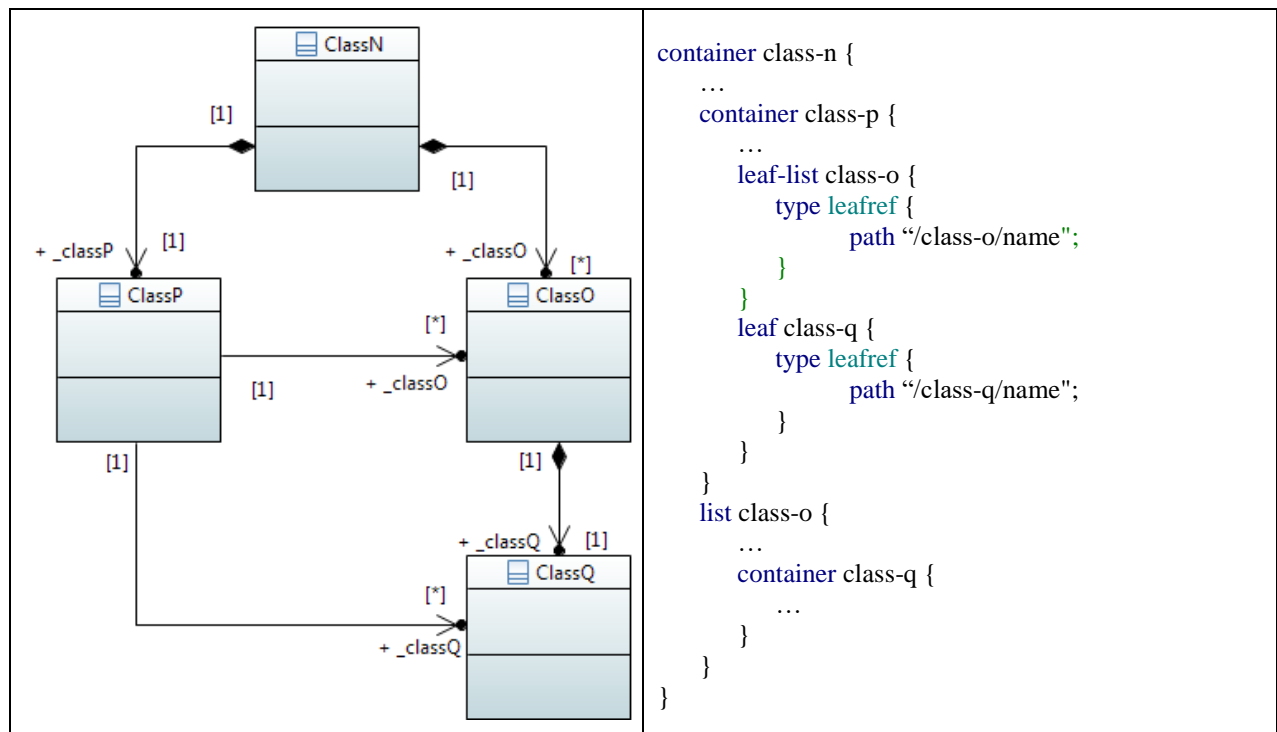 ClassN
[1]
[1]
+ _classP
[1]
+ _classO
[*]
ClassP
ClassO
[*]
[1]
+ _classO
[1]
[1]
+ _classQ
[1]
ClassQ
[*]
+ _classQ
container class-n {
…
container class-p {
…
leaf-list class-o {
type leafref {
path “/class-o/name";
}
}
leaf class-q {
type leafref {
path “/class-q/name";
}
}
}
list class-o {
…
container class-q {
…
}
}
}